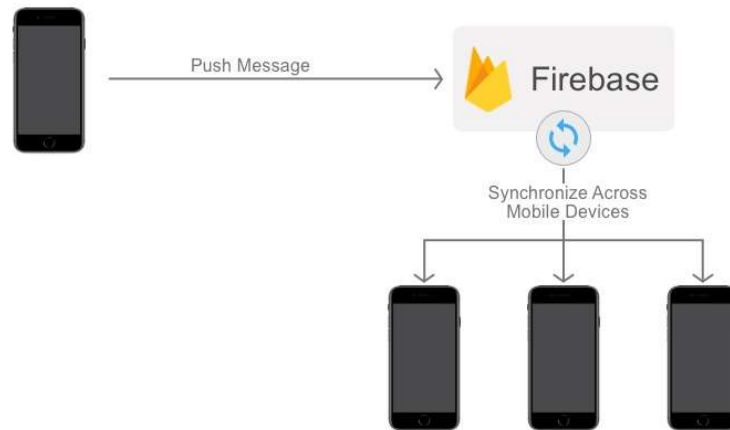 Push Message
Firebase
Synchronize Across
Mobile Devices